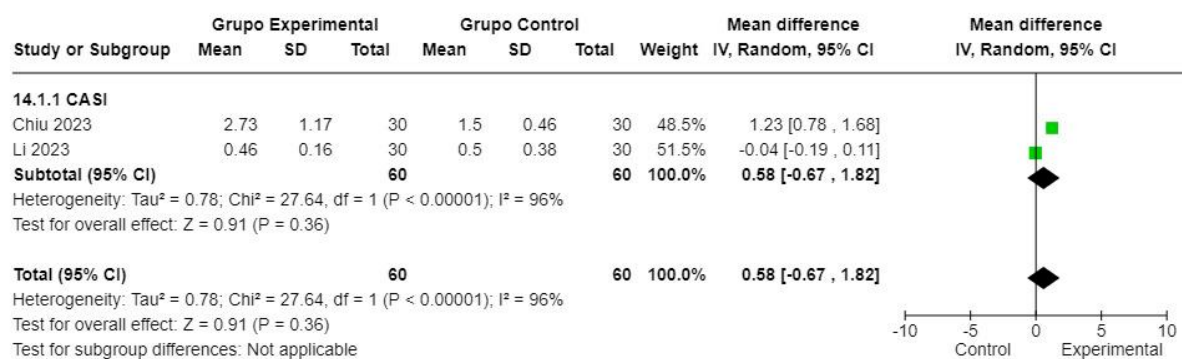 Grupo Experimental Grupo Control Mean difference Mean difference
Study or Subgroup Mean SD Total Mean SD Total Weight IV, Random, 95% CI IV, Random, 95% CI
14.1.1 CASI
Chiu 2023 2.73 1.17 30 1.5 0.46 30 48.5% 1.23 [0.78 , 1.68]
Li 2023 0.46 0.16 30 0.5 0.38 30 51.5% -0.04 [-0.19 , 0.11]
Subtotal (95% CI) 60 60 100.0% 0.58 [-0.67 , 1.82]
Heterogeneity: Tau² = 0.78; Chi² = 27.64, df = 1 (P < 0.00001); I² = 96%
Test for overall effect: Z = 0.91 (P = 0.36)
Total (95% CI) 60 60 100.0% 0.58 [-0.67 , 1.82]
Heterogeneity: Tau² = 0.78; Chi² = 27.64, df = 1 (P < 0.00001); I² = 96%
Test for overall effect: Z = 0.91 (P = 0.36) -10 -5 0 5 10
Test for subgroup differences: Not applicable Control Experimental